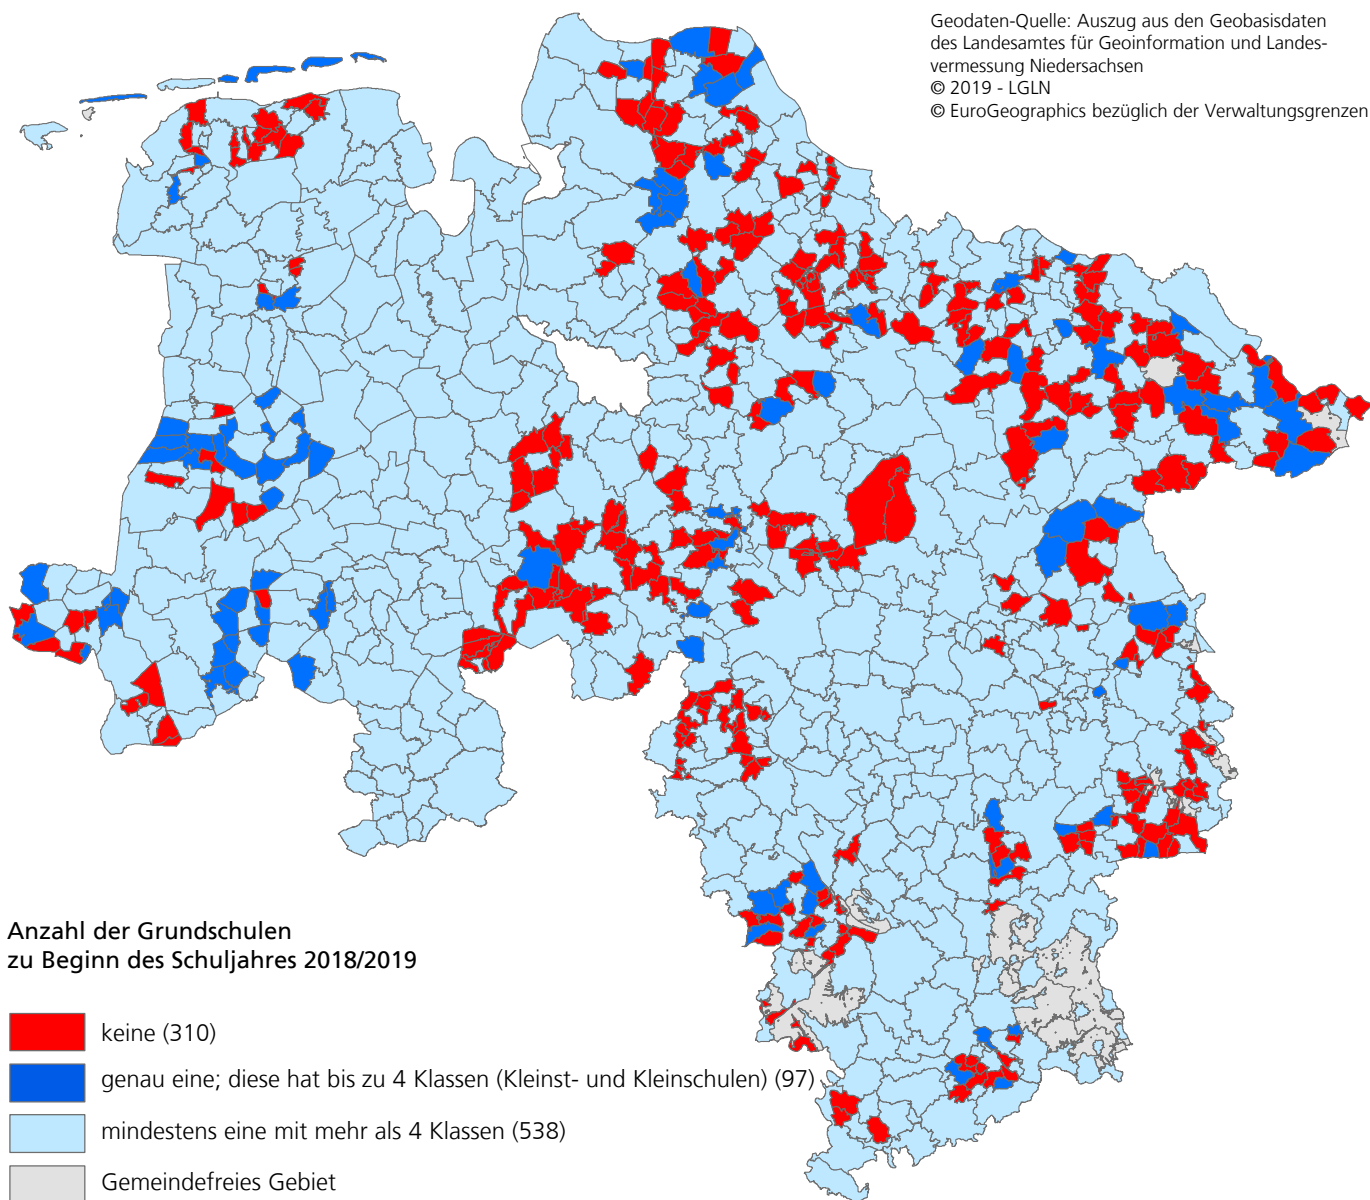 Geodaten-Quelle: Auszug aus den Geobasisdaten
des Landesamtes für Geoinformation und Landes-
vermessung Niedersachsen
© 2019 - LGLN
© EuroGeographics bezüglich der Verwaltungsgrenzen
Anzahl der Grundschulen
zu Beginn des Schuljahres 2018/2019
keine (310)
genau eine; diese hat bis zu 4 Klassen (Kleinst- und Kleinschulen) (97)
mindestens eine mit mehr als 4 Klassen (538)
Gemeindefreies Gebiet